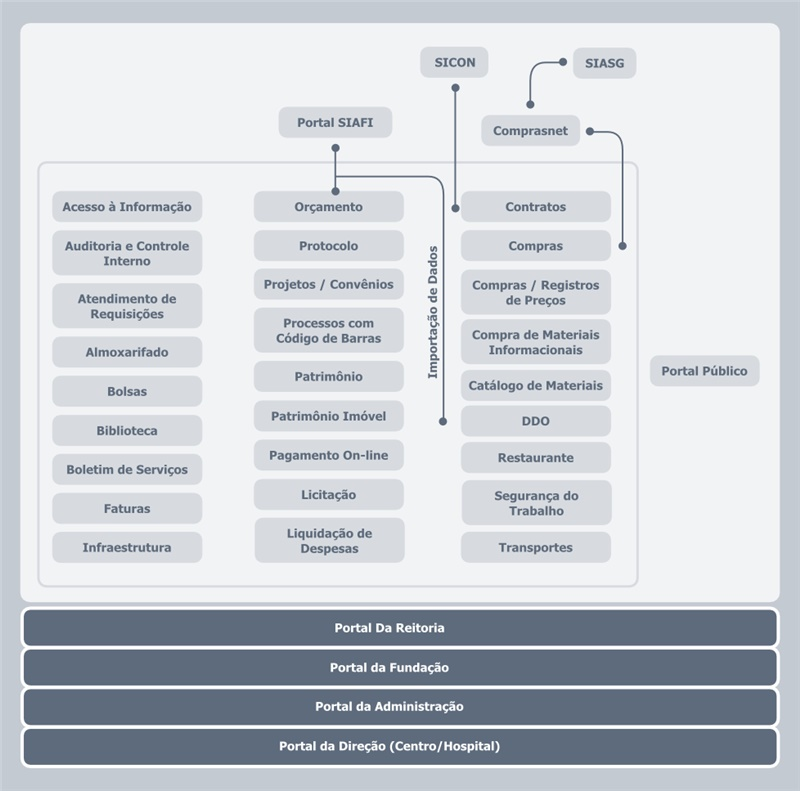 SICON
SIASG
Portal SIAFI
Comprasnet
Acesso à Informação
Auditoria e Controle
Interno
Atendimento de
Requisições
Almoxarifado
Bolsas
Biblioteca
Boletim de Serviços
Faturas
Infraestrutura
Orçamento
Protocolo
Projetos / Convênios
Processos com
Código de Barras
Patrimônio
Patrimônio Imóvel
Pagamento On-line
Licitação
Liquidação de
Despesas
Importação de Dados
Contratos
Compras
Compras / Registros
de Preços
Compra de Materiais
Informacionais
Catálogo de Materiais
DDO
Restaurante
Segurança do
Trabalho
Transportes
Portal Público
Portal Da Reitoria
Portal da Fundação
Portal da Administração
Portal da Direção (Centro/Hospital)